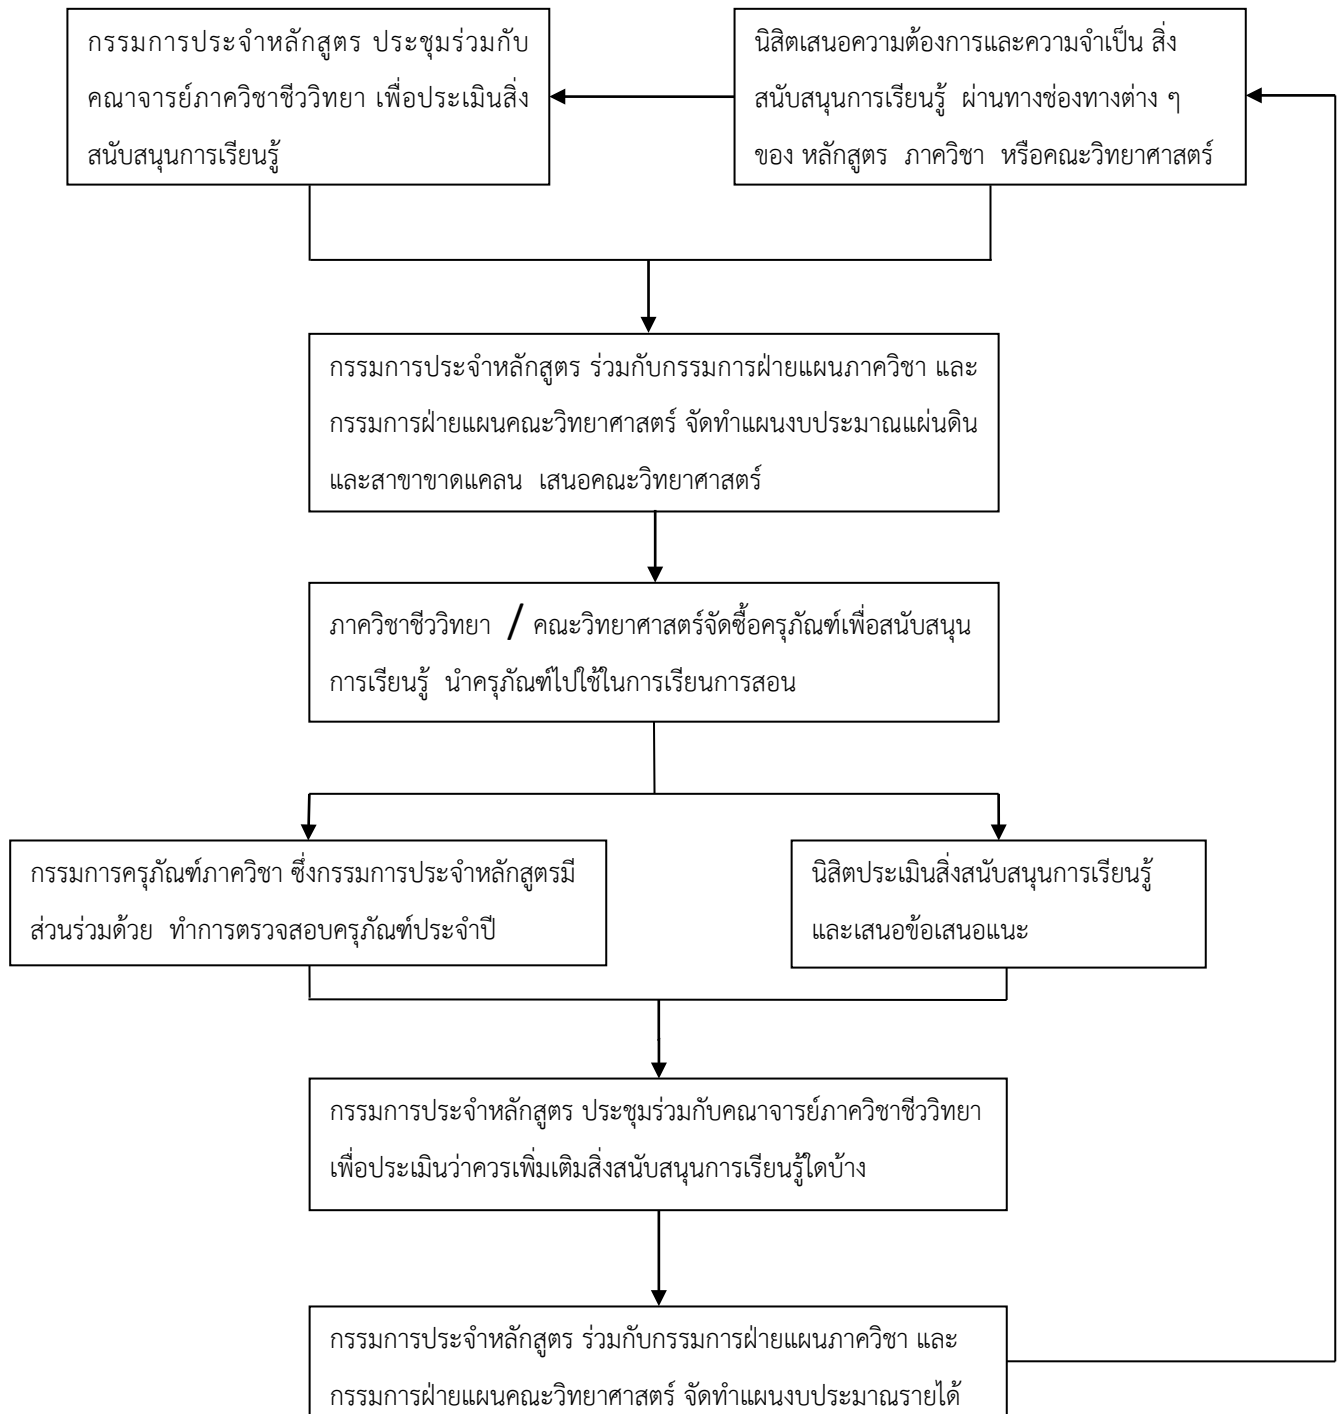 กรรมการประจำหลักสูตร ประชุมร่วมกับ
คณาจารย์ภาควิชาชีววิทยา เพื่อประเมินสิ่ง
สนับสนุนการเรียนรู้
นิสิตเสนอความต้องการและความจำเป็น สิ่ง
สนับสนุนการเรียนรู้ ผ่านทางช่องทางต่าง ๆ
ของ หลักสูตร ภาควิชา หรือคณะวิทยาศาสตร์
กรรมการประจำหลักสูตร ร่วมกับกรรมการฝ่ายแผนภาควิชา และ
กรรมการฝ่ายแผนคณะวิทยาศาสตร์ จัดทำแผนงบประมาณแผ่นดิน
และสาขาขาดแคลน เสนอคณะวิทยาศาสตร์
ภาควิชาชีววิทยา / คณะวิทยาศาสตร์จัดซื้อครุภัณฑ์เพื่อสนับสนุน
การเรียนรู้ นำครุภัณฑ์ไปใช้ในการเรียนการสอน
กรรมการครุภัณฑ์ภาควิชา ซึ่งกรรมการประจำหลักสูตรมี
ส่วนร่วมด้วย ทำการตรวจสอบครุภัณฑ์ประจำปี
นิสิตประเมินสิ่งสนับสนุนการเรียนรู้
และเสนอข้อเสนอแนะ
กรรมการประจำหลักสูตร ประชุมร่วมกับคณาจารย์ภาควิชาชีววิทยา
เพื่อประเมินว่าควรเพิ่มเติมสิ่งสนับสนุนการเรียนรู้ใดบ้าง
กรรมการประจำหลักสูตร ร่วมกับกรรมการฝ่ายแผนภาควิชา และ
กรรมการฝ่ายแผนคณะวิทยาศาสตร์ จัดทำแผนงบประมาณรายได้